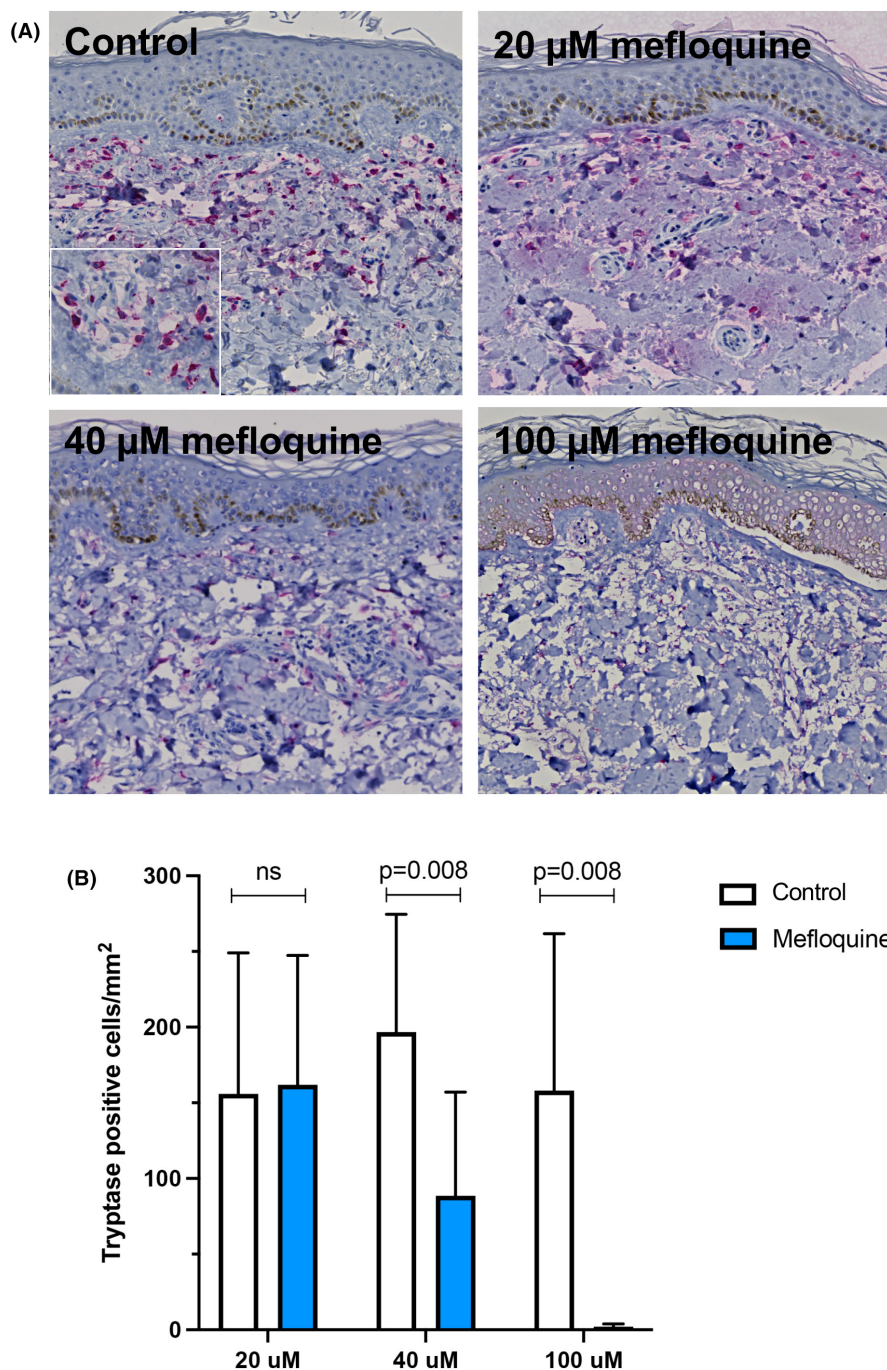 (A)
Control
20 µM mefloquine
40 µM mefloquine
100 µM mefloquine
(B)
300
200
100
0
Tryptase positive cells/mm²
ns
p=0.008
p=0.008
Control
Mefloquine
20 uM
40 uM
100 uM